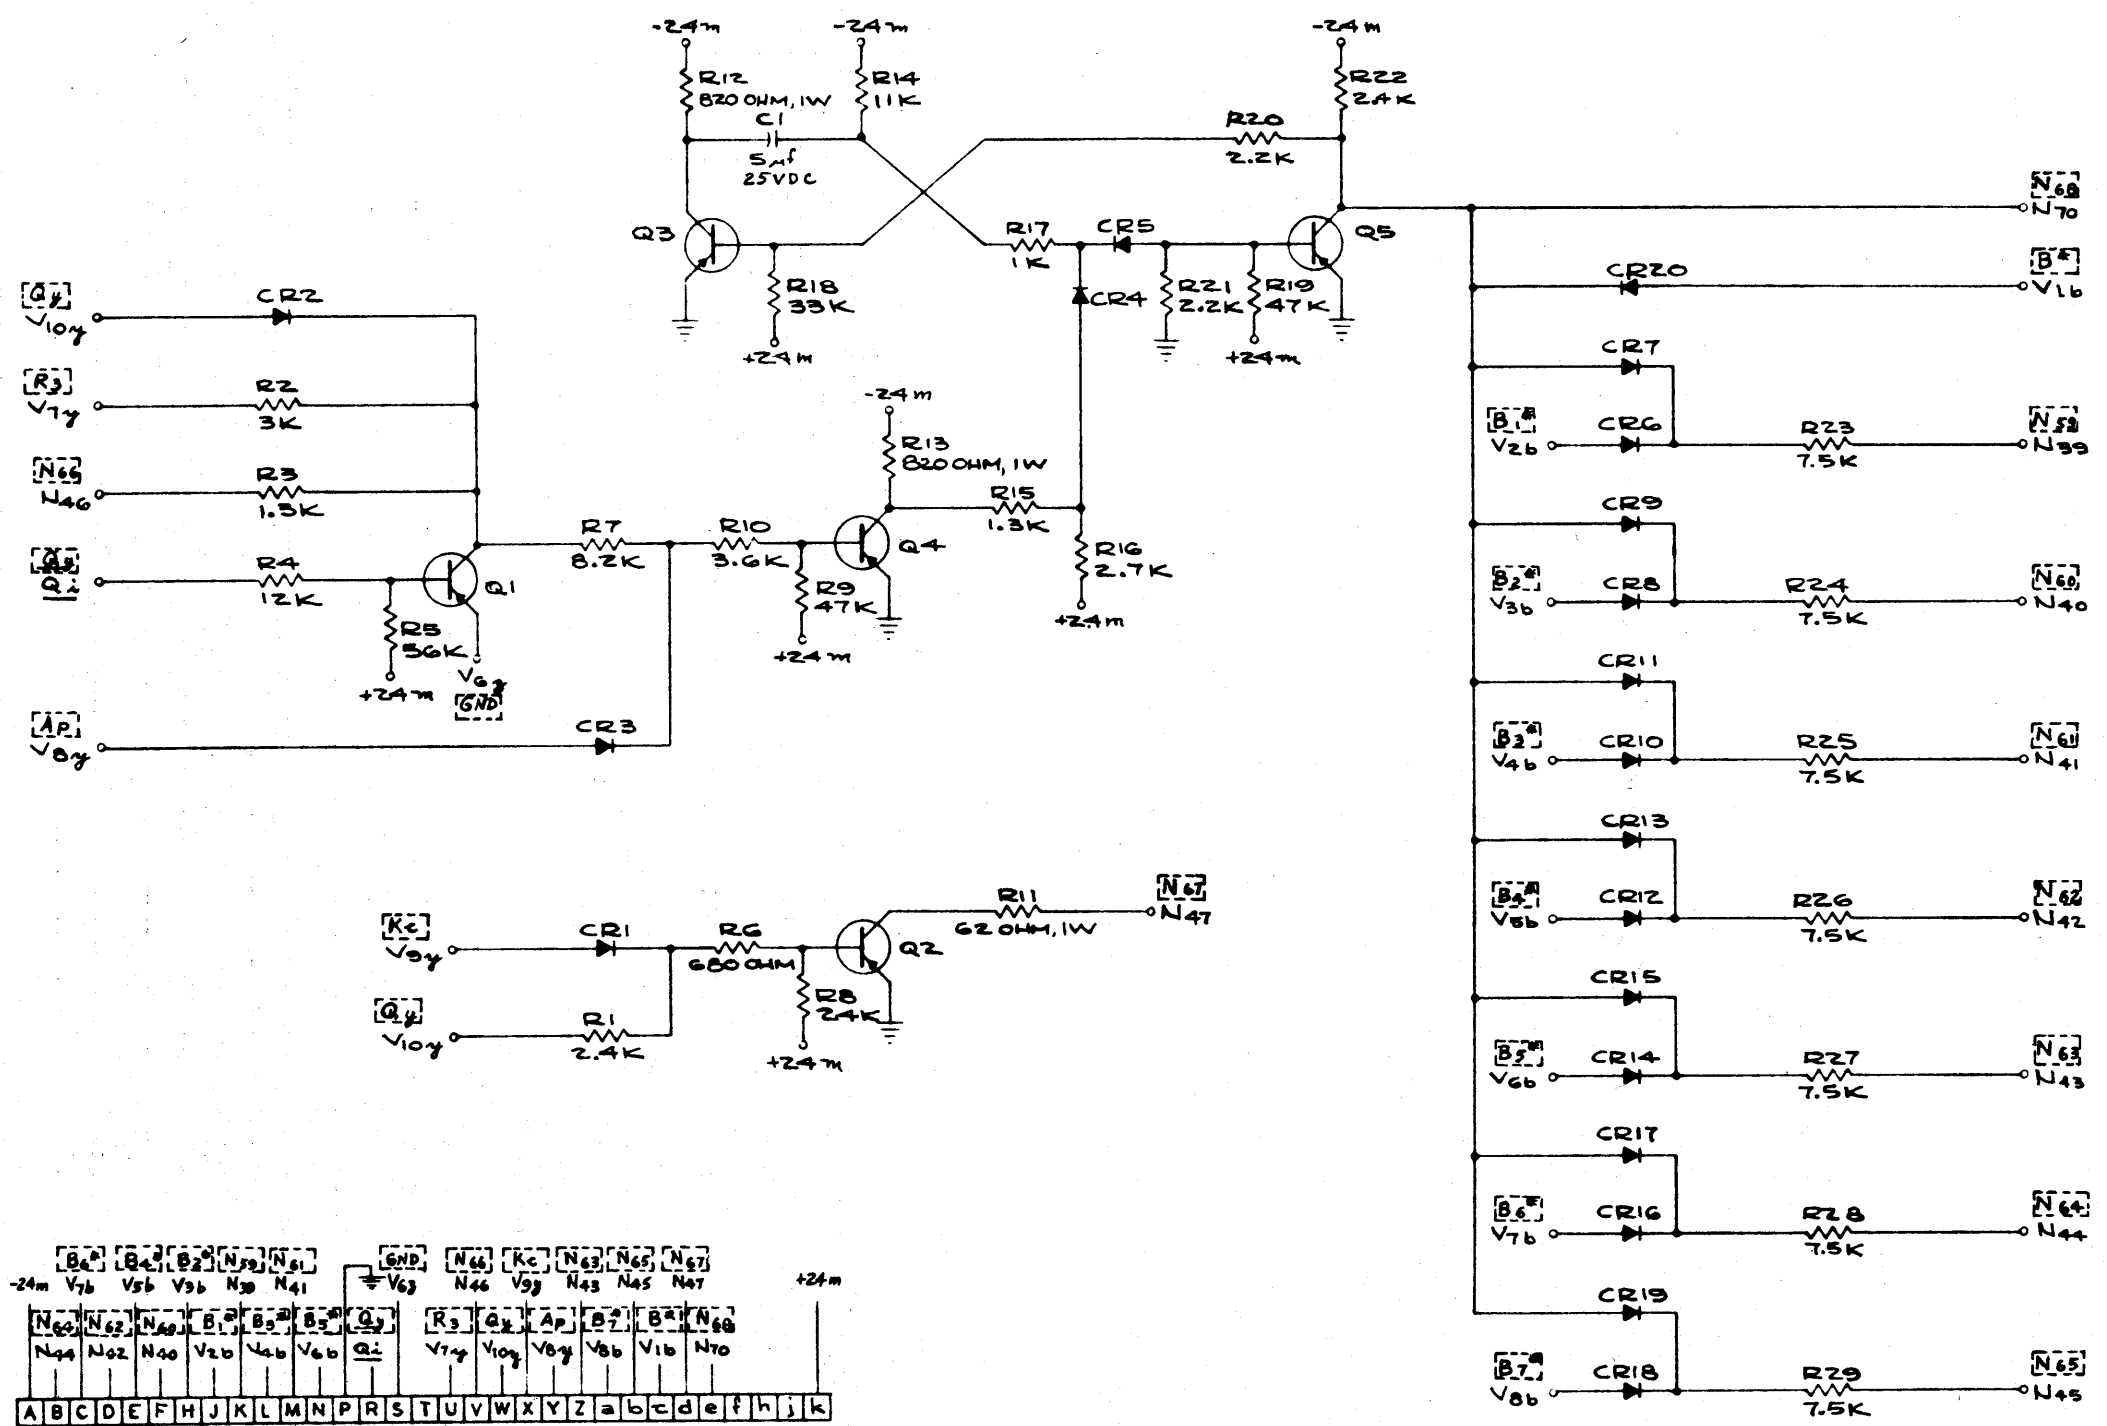 -24m
-24m
-24m
R12
820 OHM, 1W
R14
11K
R22
2.4K
C1
5μf
25VDC
R20
2.2K
N68
N70
Q3
R17
1K
CR5
Q5
B*
V1b
CR20
R18
33K
+24m
CR4
R21
2.2K
R19
47K
+24m
Qy
V10y
CR2
CR7
R3
V7y
R2
3K
-24m
B1*
V2b
CR6
R23
7.5K
N59
N39
R13
820 OHM, 1W
N66
N46
R3
1.3K
R15
1.3K
CR9
R7
8.2K
R10
3.6K
Q4
R16
2.7K
+24m
Qi
R4
12K
Q1
R9
47K
+24m
B2*
V3b
CR8
R24
7.5K
N60
N40
R5
56K
+24m
V6z
GND
CR11
Ap
V8y
CR3
B3*
V4b
CR10
R25
7.5K
N61
N41
CR13
Kc
V9y
CR1
R6
680 OHM
Q2
R11
62 OHM, 1W
N67
N47
B4*
V5b
CR12
R26
7.5K
N62
N42
R8
24K
+24m
Qy
V10y
R1
2.4K
CR15
B5*
V6b
CR14
R27
7.5K
N63
N43
CR17
B6*
V7b
CR16
R28
7.5K
N64
N44
CR19
B7*
V8b
CR18
R29
7.5K
N65
N45
B6* B4* B2* N59 N61 GND N66 Kc N63 N65 N67
-24m V7b V5b V3b N39 N41 V6z N46 V9y N43 N45 N47 +24m
N64 N62 N60 B1* B3* B5* Qy R3 Qy Ap B7* B* N68
N44 N42 N40 V2b V4b V6b Qi V7y V10y V8y V8b V1b N70
A B C D E F H J K L M N P R S T U V W X Y Z a b c d e f h j k